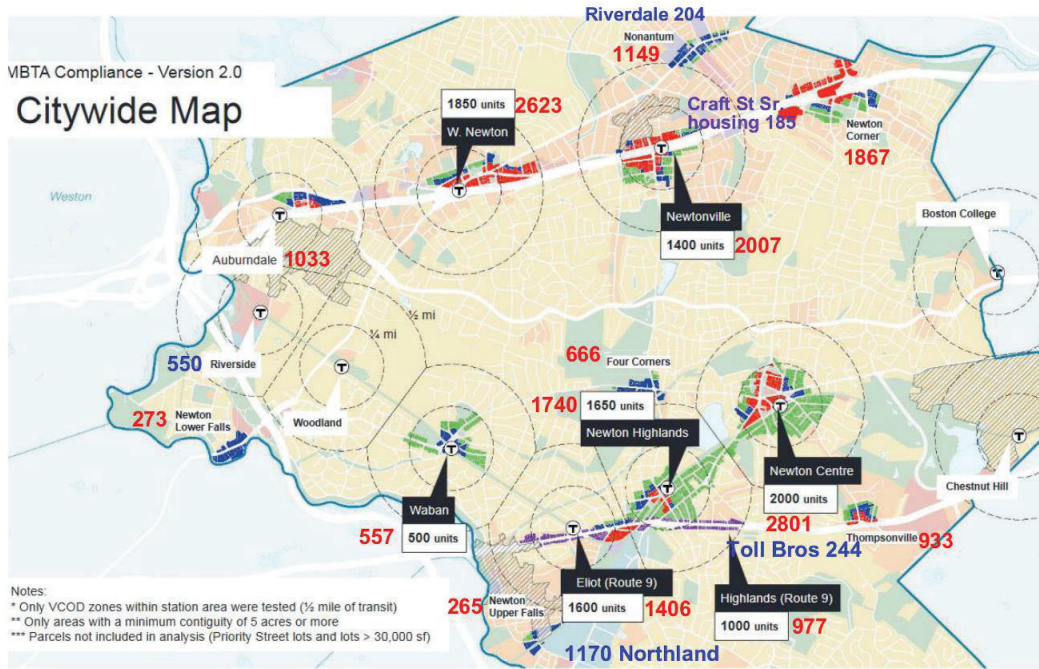 Riverdale 204
Nonantum
1149
MBTA Compliance - Version 2.0
Citywide Map
1850 units
2623
W. Newton
Craft St Sr.
housing 185
Newton
Corner
1867
Weston
Boston College
Newtonville
1400 units
2007
Auburndale
1033
½ mi
¼ mi
550
Riverside
666
Four Corners
1740
1650 units
Newton Highlands
273
Newton
Lower Falls
Woodland
Newton Centre
2000 units
2801
Chestnut Hill
Waban
500 units
557
Thompsonville
933
Toll Bros 244
Eliot (Route 9)
1600 units
1406
Highlands (Route 9)
1000 units
977
265
Newton
Upper Falls
1170 Northland
Notes:
* Only VCOD zones within station area were tested (½ mile of transit)
** Only areas with a minimum contiguity of 5 acres or more
*** Parcels not included in analysis (Priority Street lots and lots > 30,000 sf)
T
T
T
T
T
T
T
T
T
T
T